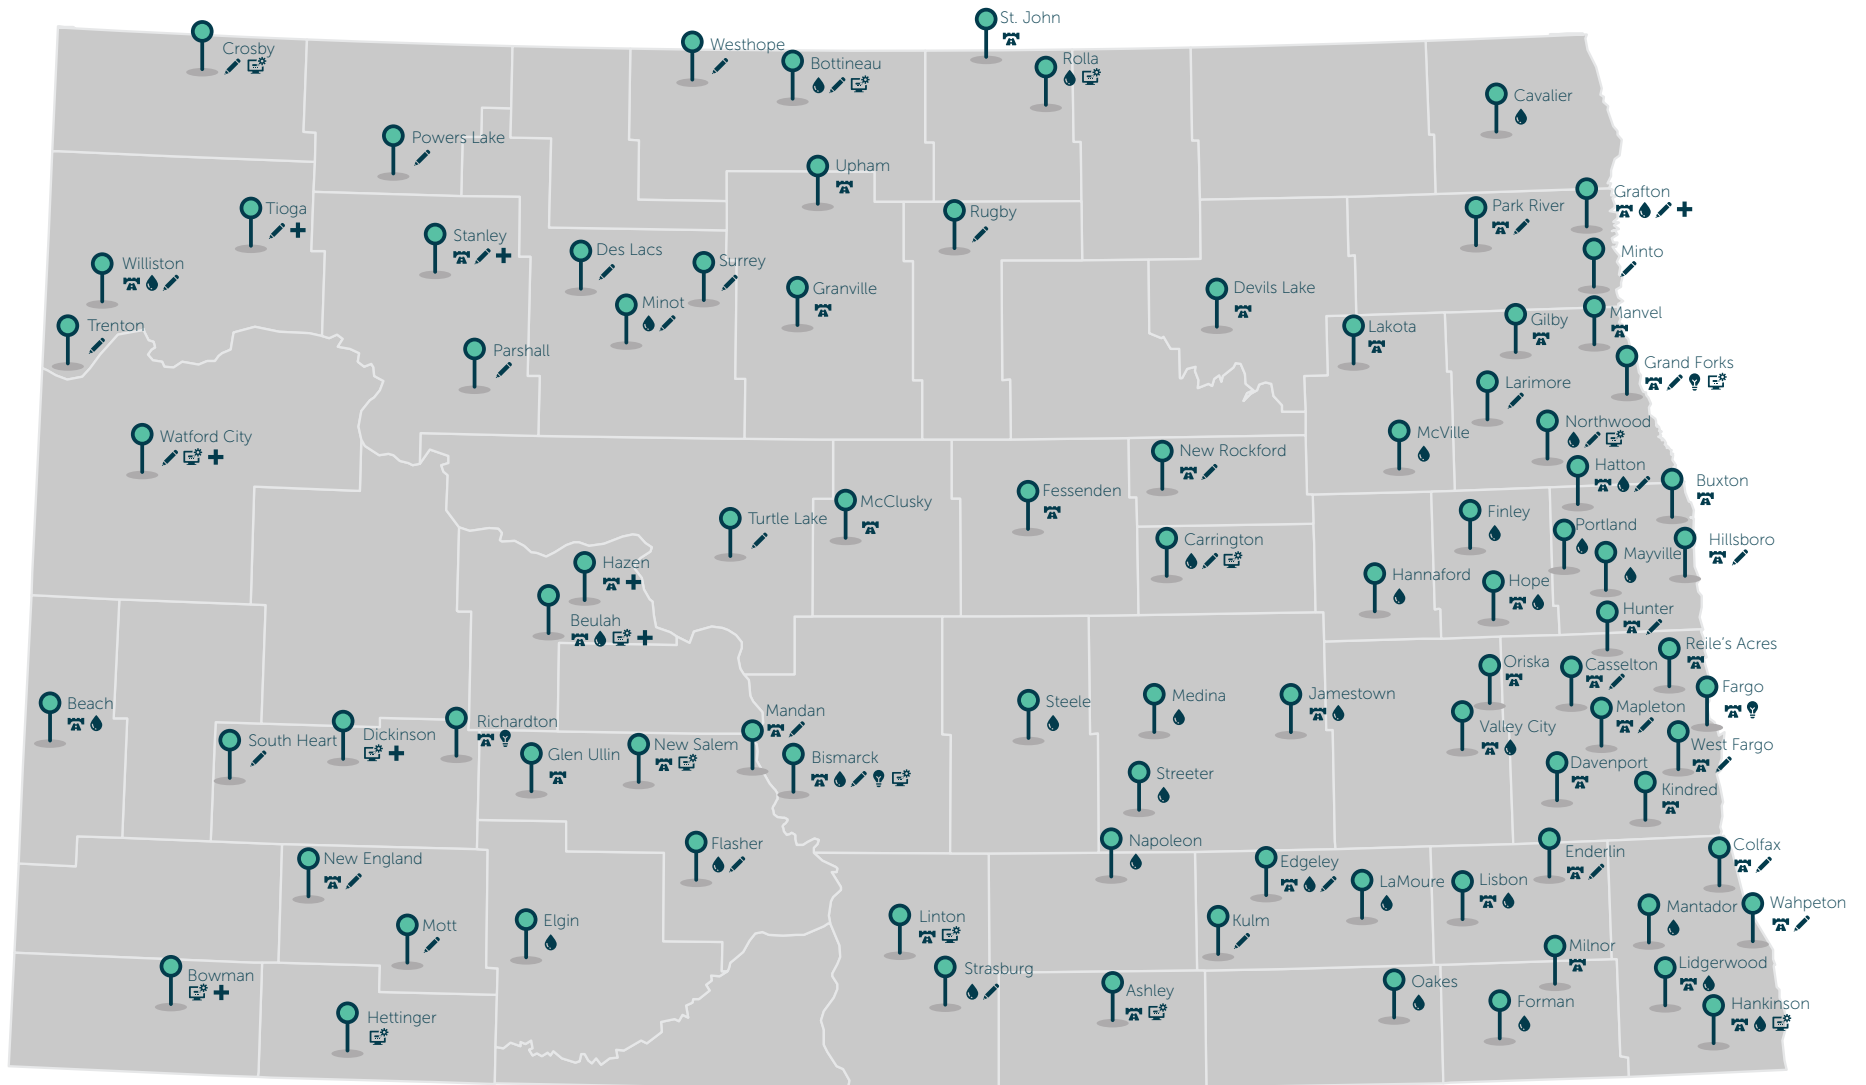 St. John
Crosby
Westhope
Bottineau
Rolla
Cavalier
Powers Lake
Upham
Tioga
Rugby
Park River
Grafton
Stanley
Des Lacs
Surrey
Minto
Williston
Granville
Devils Lake
Minot
Manvel
Trenton
Lakota
Gilby
Parshall
Grand Forks
Larimore
Watford City
Northwood
McVille
New Rockford
Hatton
Fessenden
Buxton
McClusky
Turtle Lake
Finley
Portland
Carrington
Hillsboro
Mayville
Hazen
Hannaford
Hope
Hunter
Beulah
Reile's Acres
Oriska
Casselton
Fargo
Beach
Steele
Medina
Jamestown
Mandan
Mapleton
Richardton
Valley City
Dickinson
South Heart
New Salem
West Fargo
Glen Ullin
Bismarck
Davenport
Streeter
Kindred
Flasher
Napoleon
Colfax
New England
Edgeley
Enderlin
LaMoure
Lisbon
Wahpeton
Mantador
Linton
Elgin
Kulm
Mott
Milnor
Lidgerwood
Strasburg
Bowman
Oakes
Ashley
Forman
Hankinson
Hettinger